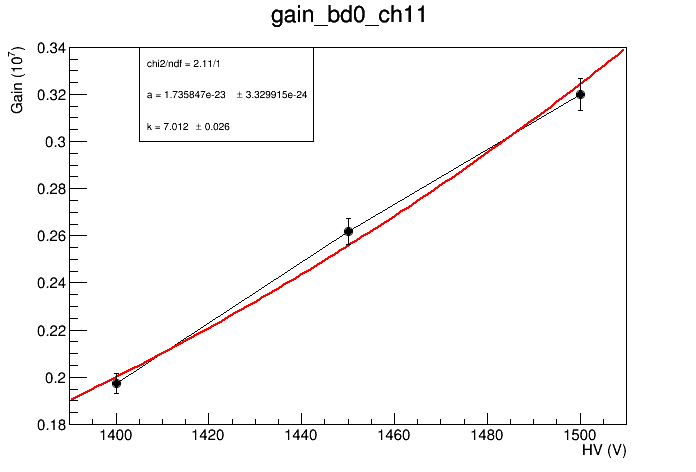 gain_bd0_ch11
Gain (10^7)
0.34
0.32
0.3
0.28
0.26
0.24
0.22
0.2
0.18
chi2/ndf = 2.11/1
a = 1.735847e-23 ± 3.329915e-24
k = 7.012 ± 0.026
1400 1420 1440 1460 1480 1500
HV (V)